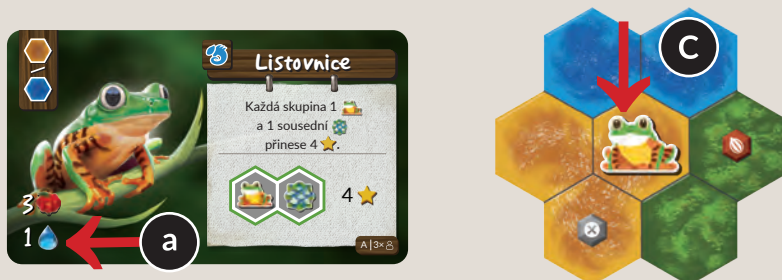 Listovnice
Každá skupina 1
a 1 sousední
přinese 4 .
4
3
1
a
A | 3×
C